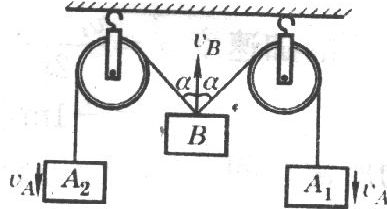 v_B
α α
B
v_A A₂
A₁ v_A